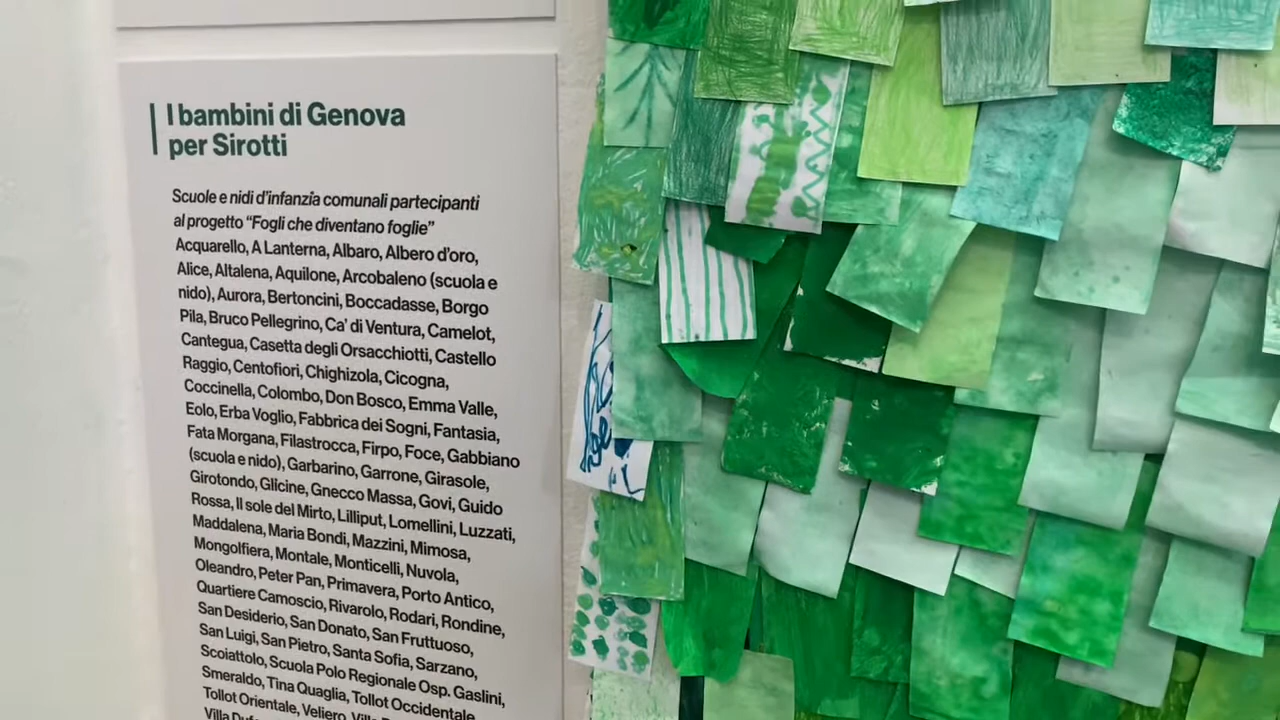 I bambini di Genova
per Sirotti
Scuole e nidi d'infanzia comunali partecipanti
al progetto "Fogli che diventano foglie"
Acquarello, A Lanterna, Albaro, Albero d'oro,
Alice, Altalena, Aquilone, Arcobaleno (scuola e
nido), Aurora, Bertoncini, Boccadasse, Borgo
Pila, Bruco Pellegrino, Ca' di Ventura, Camelot,
Cantegua, Casetta degli Orsacchiotti, Castello
Raggio, Centofiori, Chighizola, Cicogna,
Coccinella, Colombo, Don Bosco, Emma Valle,
Eolo, Erba Voglio, Fabbrica dei Sogni, Fantasia,
Fata Morgana, Filastrocca, Firpo, Foce, Gabbiano
(scuola e nido), Garbarino, Garrone, Girasole,
Girotondo, Glicine, Gnecco Massa, Govi, Guido
Rossa, Il sole del Mirto, Lilliput, Lomellini, Luzzati,
Maddalena, Maria Bondi, Mazzini, Mimosa,
Mongolfiera, Montale, Monticelli, Nuvola,
Oleandro, Peter Pan, Primavera, Porto Antico,
Quartiere Camoscio, Rivarolo, Rodari, Rondine,
San Desiderio, San Donato, San Fruttuoso,
San Luigi, San Pietro, Santa Sofia, Sarzano,
Scoiattolo, Scuola Polo Regionale Osp. Gaslini,
Smeraldo, Tina Quaglia, Tollot Occidentale
Tollot Orientale, Veliero,
Villa